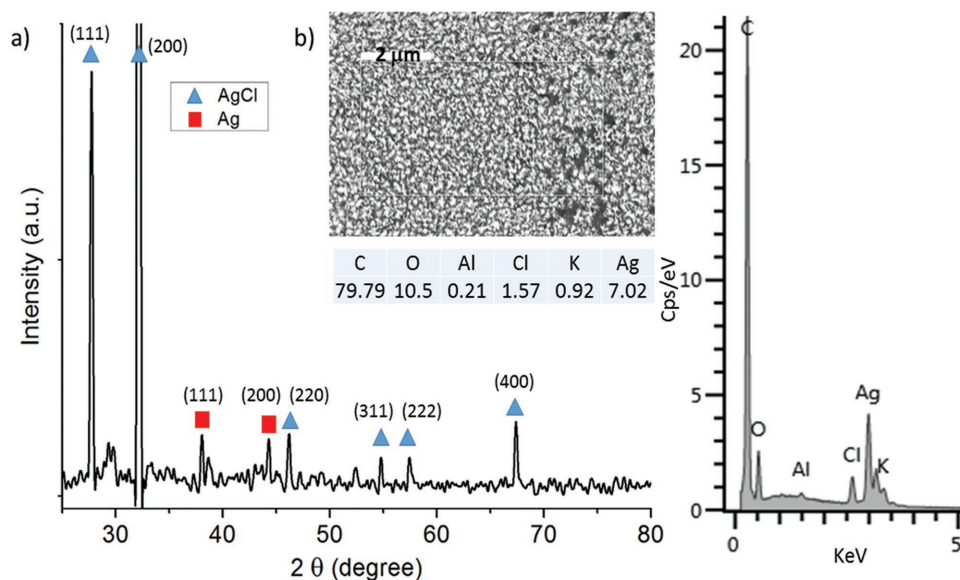 a)
(111)
(200)
AgCl
Ag
(111)
(200)
(220)
(311)
(222)
(400)
Intensity (a.u.)
30
40
50
60
70
80
2 θ (degree)
b)
2 μm
C O Al Cl K Ag
79.79 10.5 0.21 1.57 0.92 7.02
Cps/eV
20
15
10
5
0
C
O
Al
Cl
Ag
K
0
5
KeV